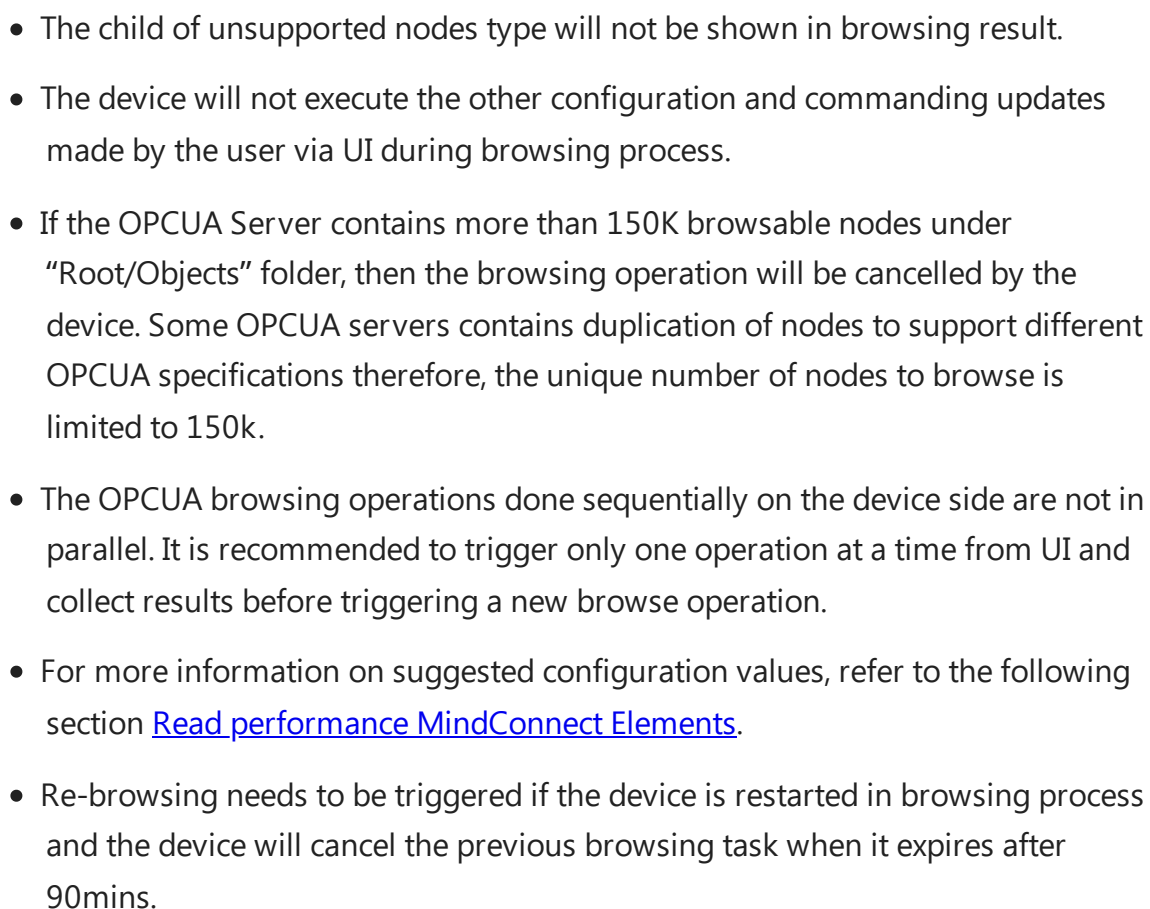 • The child of unsupported nodes type will not be shown in browsing result.
• The device will not execute the other configuration and commanding updates
made by the user via UI during browsing process.
• If the OPCUA Server contains more than 150K browsable nodes under
“Root/Objects” folder, then the browsing operation will be cancelled by the
device. Some OPCUA servers contains duplication of nodes to support different
OPCUA specifications therefore, the unique number of nodes to browse is
limited to 150k.
• The OPCUA browsing operations done sequentially on the device side are not in
parallel. It is recommended to trigger only one operation at a time from UI and
collect results before triggering a new browse operation.
• For more information on suggested configuration values, refer to the following
section Read performance MindConnect Elements.
• Re-browsing needs to be triggered if the device is restarted in browsing process
and the device will cancel the previous browsing task when it expires after
90mins.